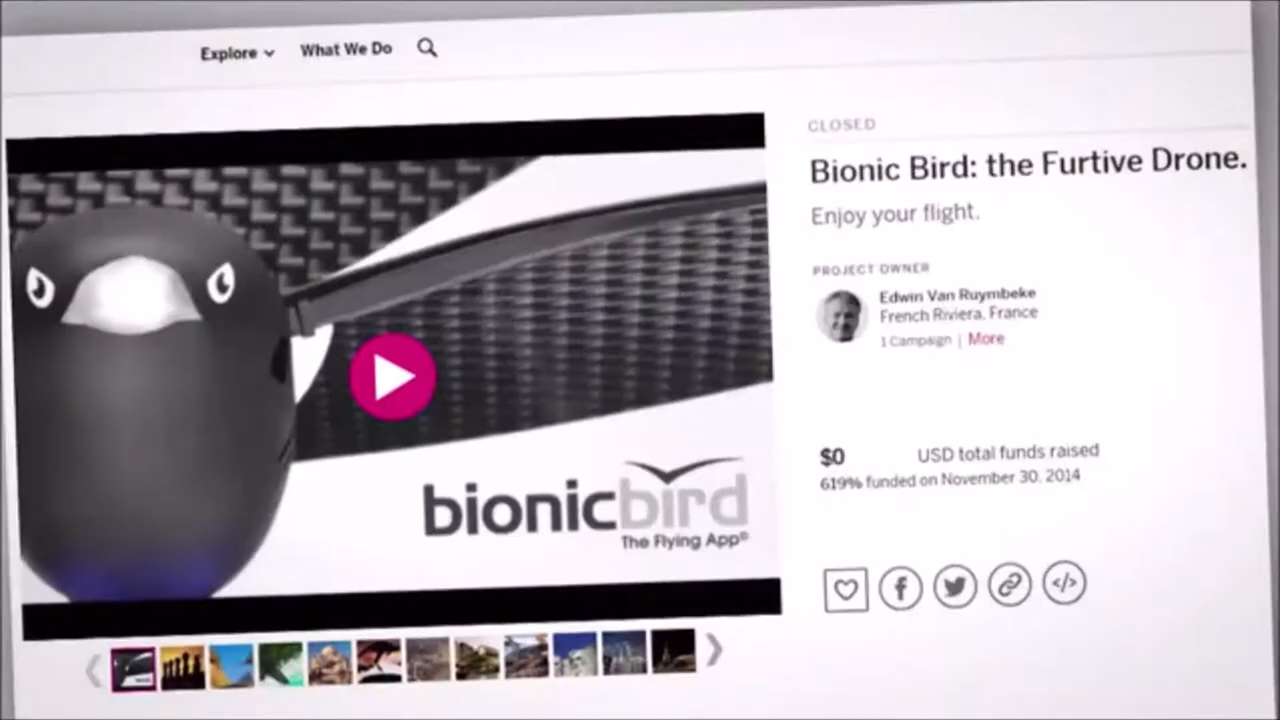 Explore What We Do
CLOSED
Bionic Bird: the Furtive Drone.
Enjoy your flight.
PROJECT OWNER
Edwin Van Ruymbeke
French Riviera, France
1 Campaign | More
$0 USD total funds raised
619% funded on November 30, 2014
bionicbird
The Flying App®